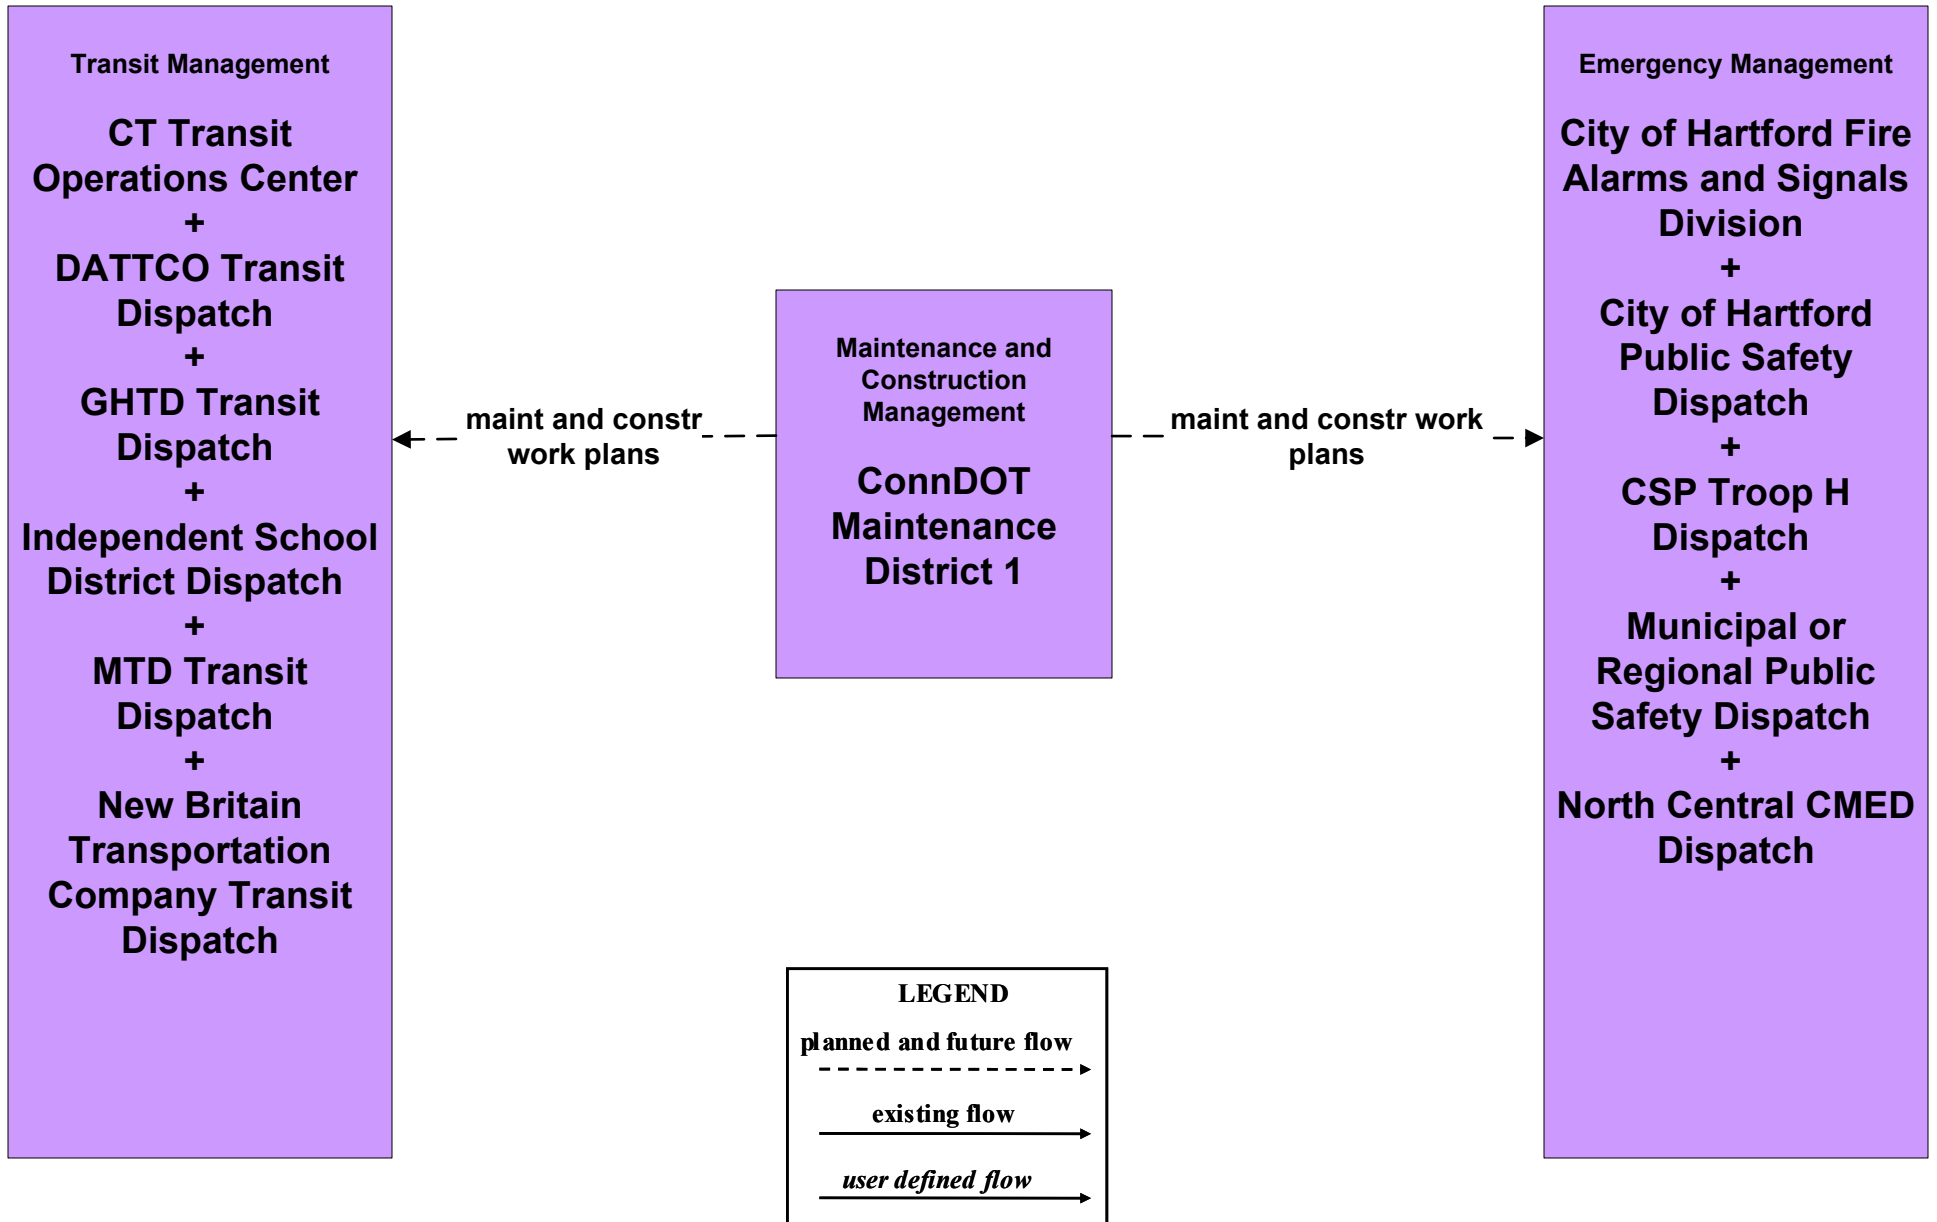 Transit Management
CT Transit
Operations Center
+
DATTCO Transit
Dispatch
+
GHTD Transit
Dispatch
+
Independent School
District Dispatch
+
MTD Transit
Dispatch
+
New Britain
Transportation
Company Transit
Dispatch
maint and constr
work plans
Maintenance and
Construction
Management
ConnDOT
Maintenance
District 1
maint and constr work
plans
Emergency Management
City of Hartford Fire
Alarms and Signals
Division
+
City of Hartford
Public Safety
Dispatch
+
CSP Troop H
Dispatch
+
Municipal or
Regional Public
Safety Dispatch
+
North Central CMED
Dispatch
LEGEND
planned and future flow
existing flow
user defined flow